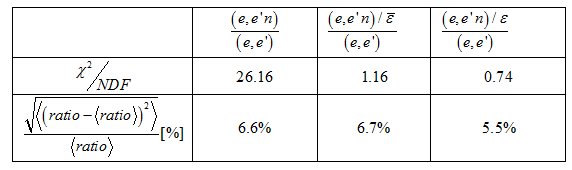 (e,e'n)/(e,e') (e,e'n)/ε̅/(e,e') (e,e'n)/ε/(e,e')
χ²/NDF 26.16 1.16 0.74
√⟨(ratio−⟨ratio⟩)²⟩/⟨ratio⟩ [%] 6.6% 6.7% 5.5%